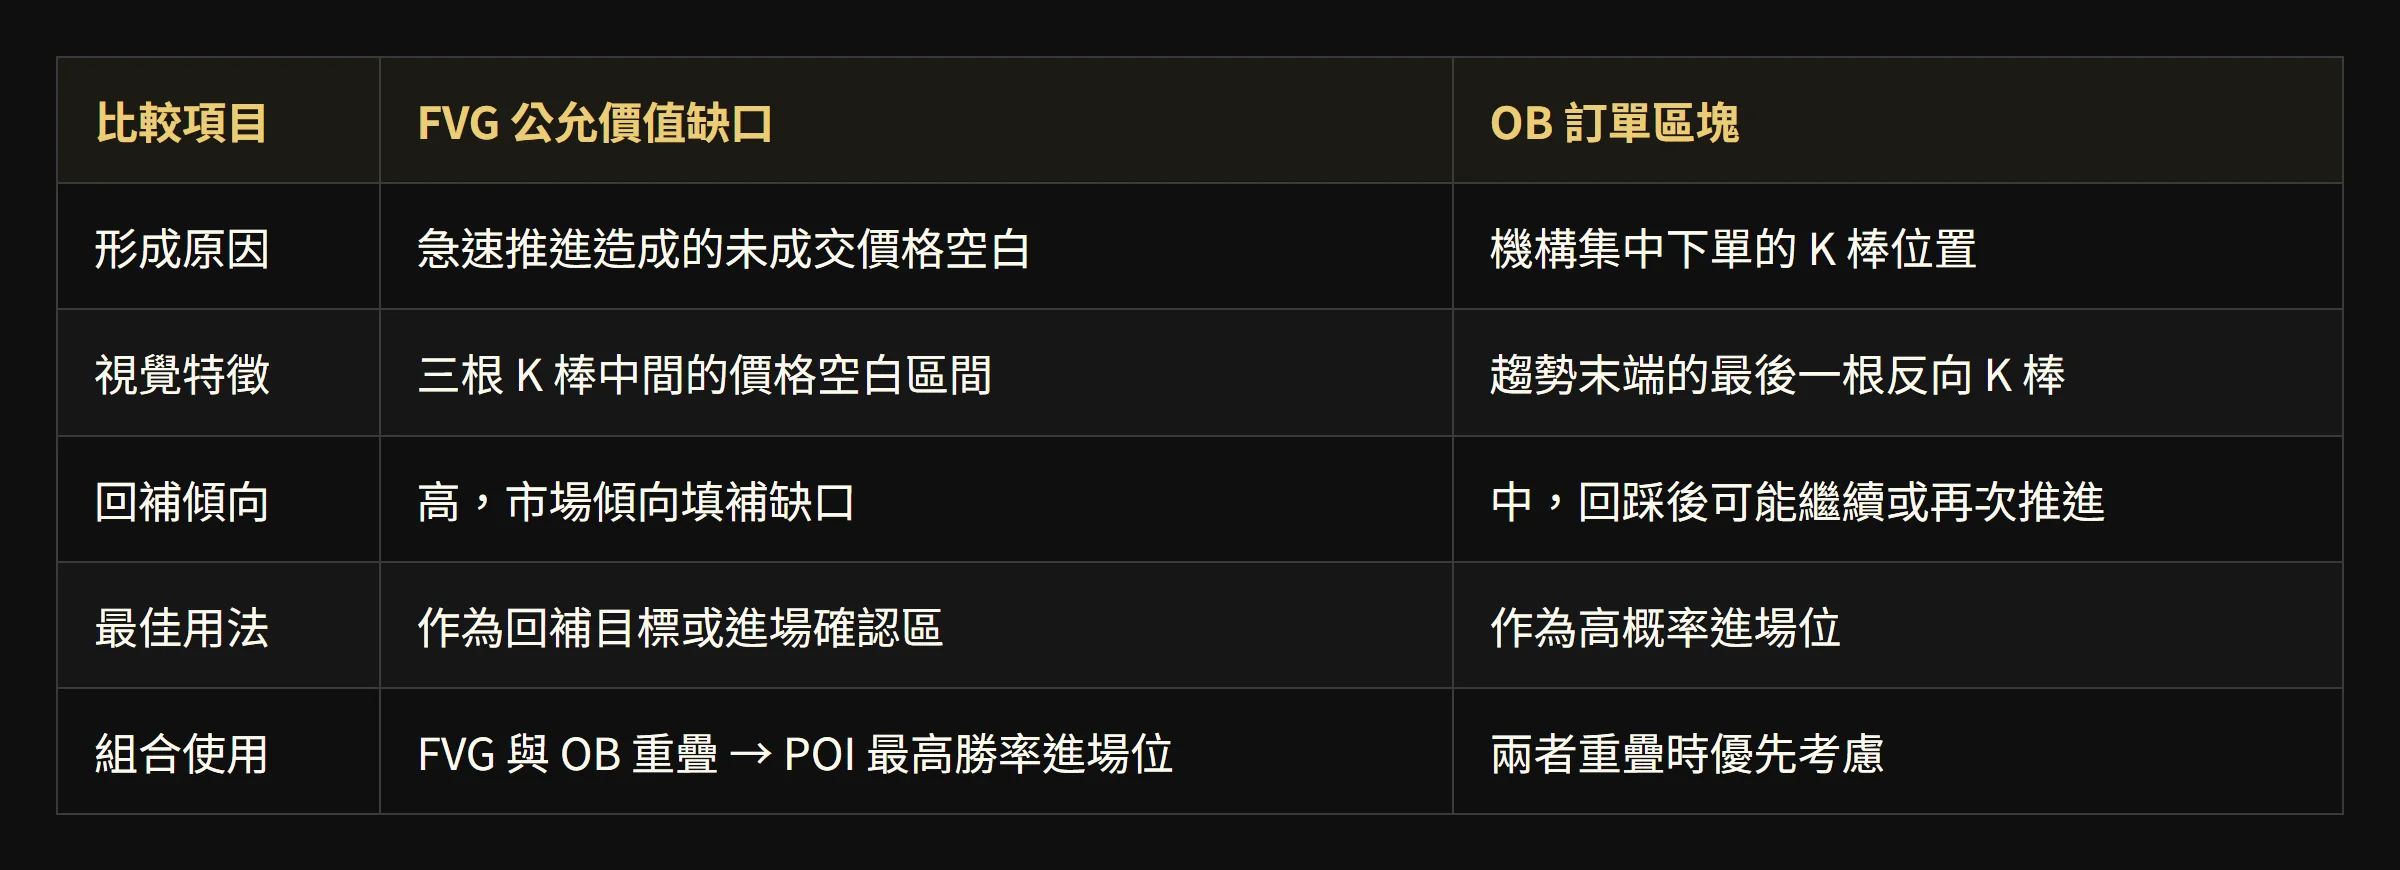 比較項目 FVG 公允價值缺口 OB 訂單區塊
形成原因 急速推進造成的未成交價格空白 機構集中下單的 K 棒位置
視覺特徵 三根 K 棒中間的價格空白區間 趨勢末端的最後一根反向 K 棒
回補傾向 高，市場傾向填補缺口 中，回踩後可能繼續或再次推進
最佳用法 作為回補目標或進場確認區 作為高概率進場位
組合使用 FVG 與 OB 重疊 → POI 最高勝率進場位 兩者重疊時優先考慮